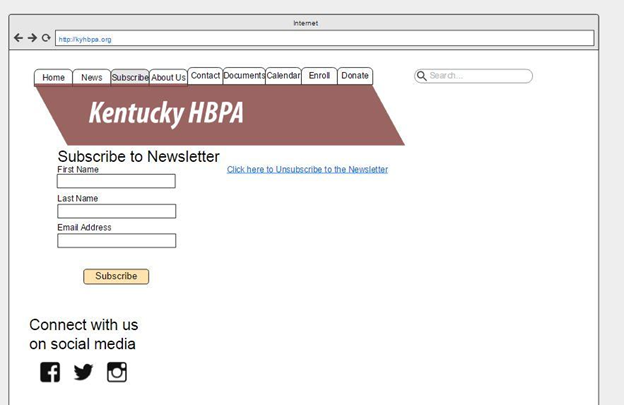 Internet
http://kyhbpa.org
Home News Subscribe About Us Contact Documents Calendar Enroll Donate Search...
Kentucky HBPA
Subscribe to Newsletter
First Name Click here to Unsubscribe to the Newsletter
Last Name
Email Address
Subscribe
Connect with us
on social media